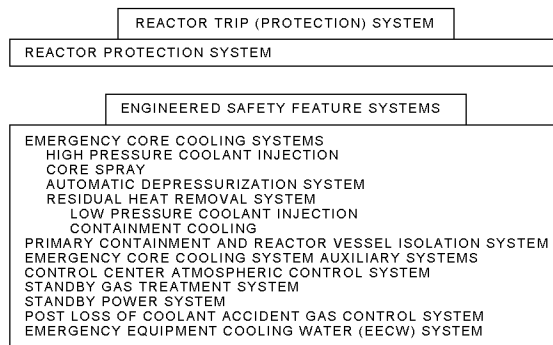 REACTOR TRIP (PROTECTION) SYSTEM
REACTOR PROTECTION SYSTEM
ENGINEERED SAFETY FEATURE SYSTEMS
EMERGENCY CORE COOLING SYSTEMS
HIGH PRESSURE COOLANT INJECTION
CORE SPRAY
AUTOMATIC DEPRESSURIZATION SYSTEM
RESIDUAL HEAT REMOVAL SYSTEM
LOW PRESSURE COOLANT INJECTION
CONTAINMENT COOLING
PRIMARY CONTAINMENT AND REACTOR VESSEL ISOLATION SYSTEM
EMERGENCY CORE COOLING SYSTEM AUXILIARY SYSTEMS
CONTROL CENTER ATMOSPHERIC CONTROL SYSTEM
STANDBY GAS TREATMENT SYSTEM
STANDBY POWER SYSTEM
POST LOSS OF COOLANT ACCIDENT GAS CONTROL SYSTEM
EMERGENCY EQUIPMENT COOLING WATER (EECW) SYSTEM